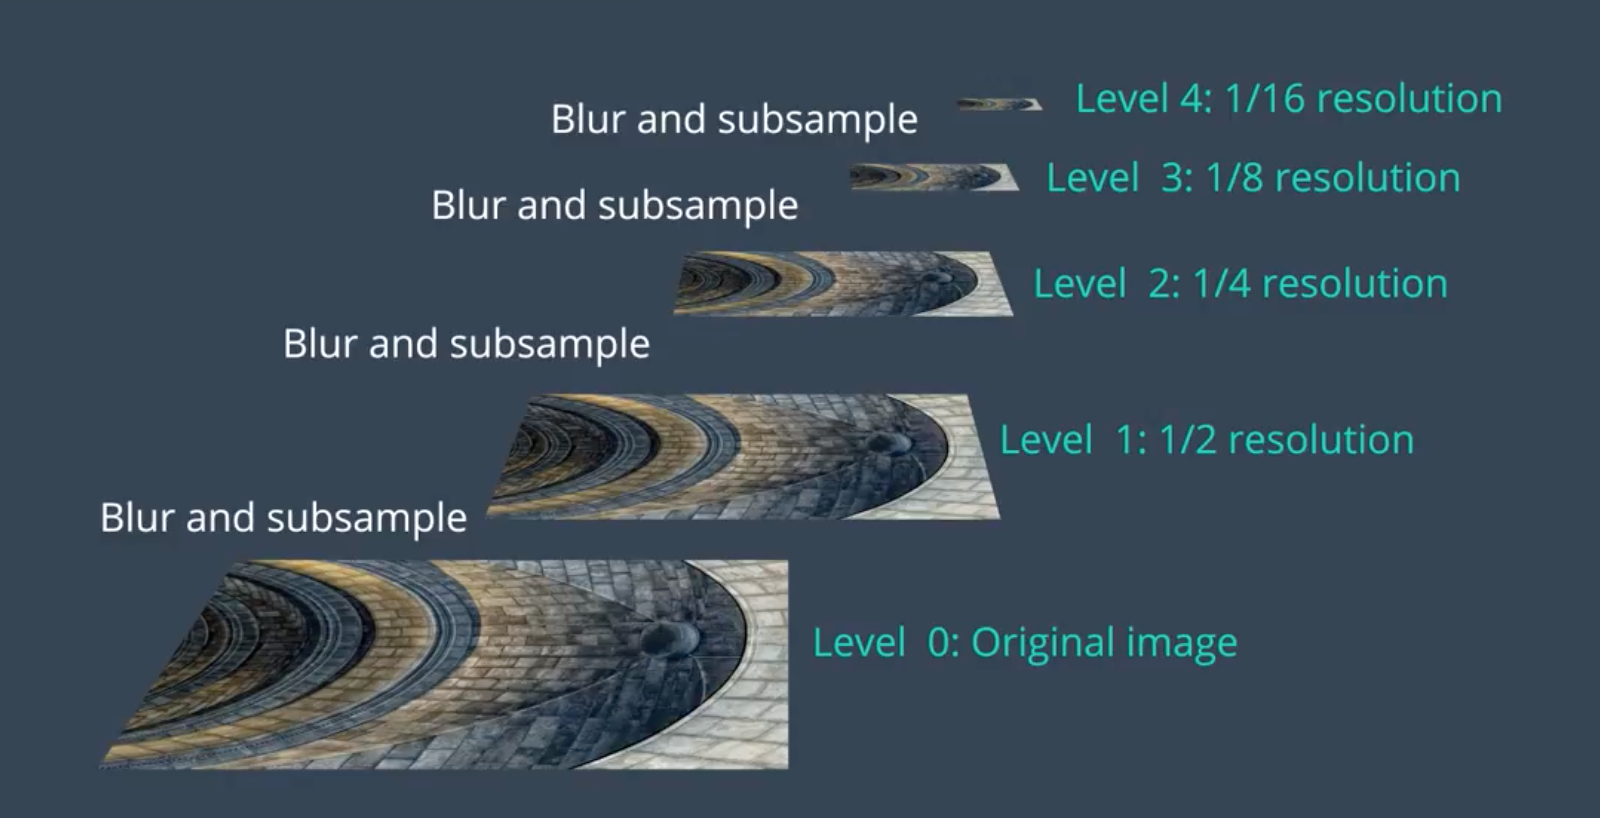 Level 4: 1/16 resolution
Blur and subsample
Level 3: 1/8 resolution
Blur and subsample
Level 2: 1/4 resolution
Blur and subsample
Level 1: 1/2 resolution
Blur and subsample
Level 0: Original image